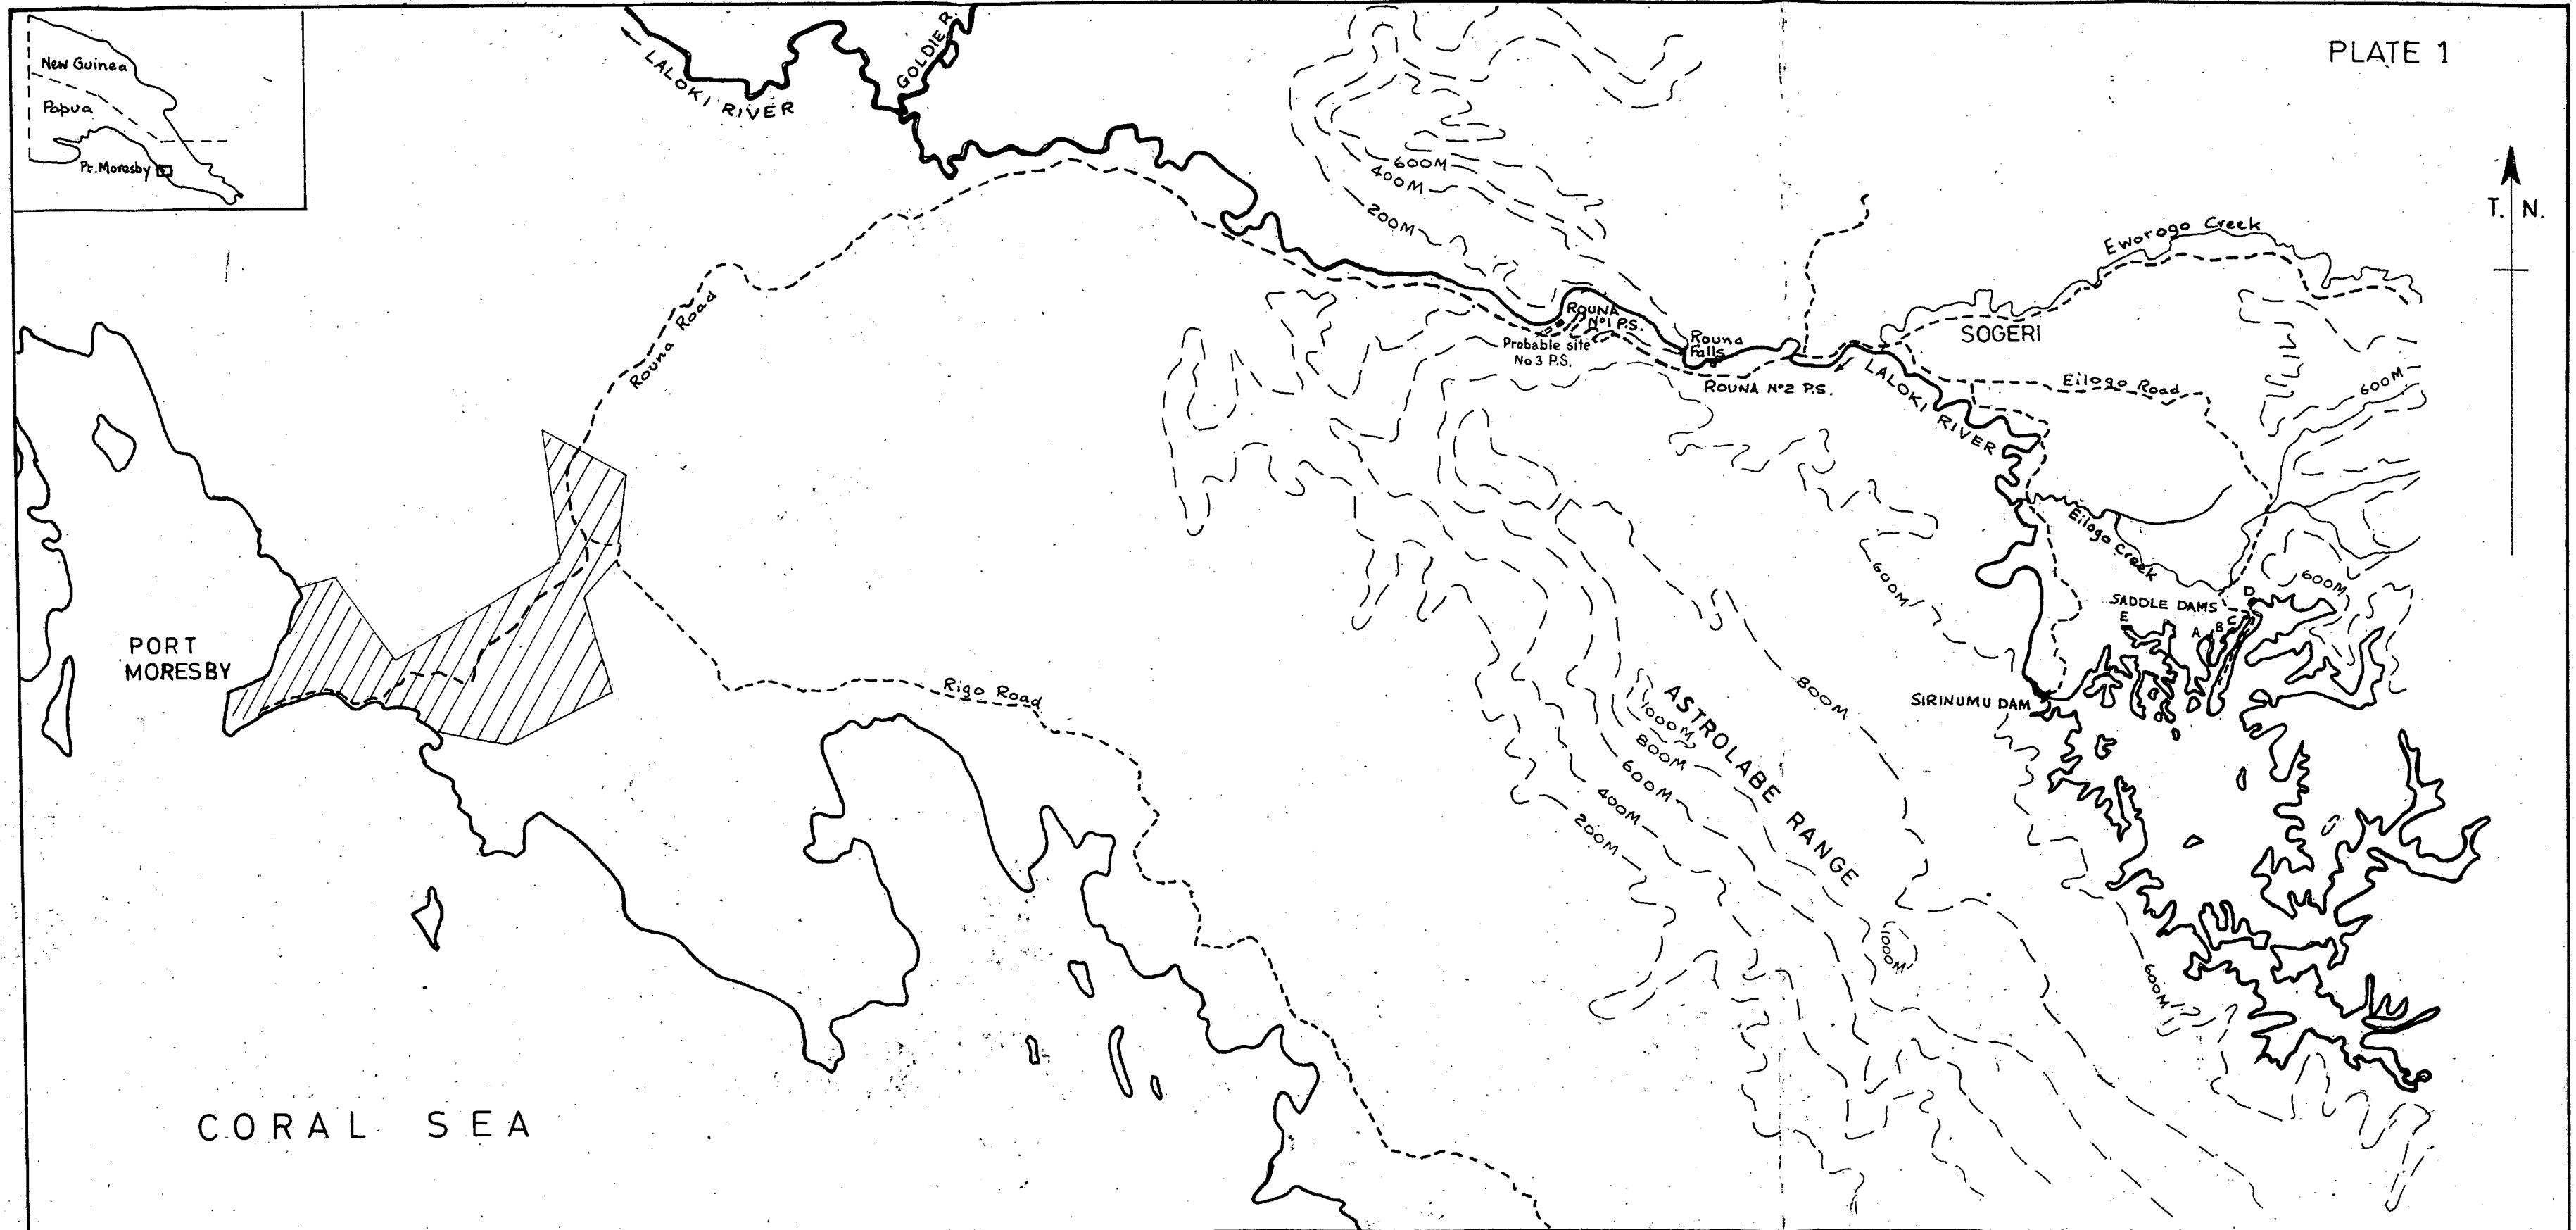 PLATE 1
New Guinea
Papua
Pt. Moresby
LALOKI RIVER
GOLDIE R.
T. N.
600M
400M
200M
Eworogo Creek
SOGERI
ROUNA
Nº1 P.S.
Rouna
Falls
Probable site
No 3 P.S.
ROUNA Nº2 P.S.
LALOKI RIVER
Eilogo Road
600M
Rouna Road
Eilogo Creek
600M
600M
SADDLE DAMS
D
E
A
B
C
PORT
MORESBY
Rigo Road
SIRINUMU DAM
800M
ASTROLABE RANGE
1000M
800M
600M
400M
200M
1000M
600M
CORAL SEA